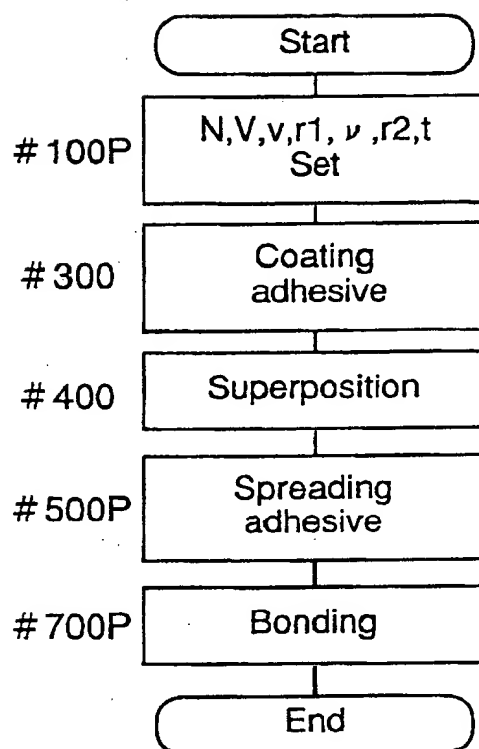 Start
#100P
N,V,v,r1, ν ,r2,t
Set
#300
Coating
adhesive
#400
Superposition
#500P
Spreading
adhesive
#700P
Bonding
End